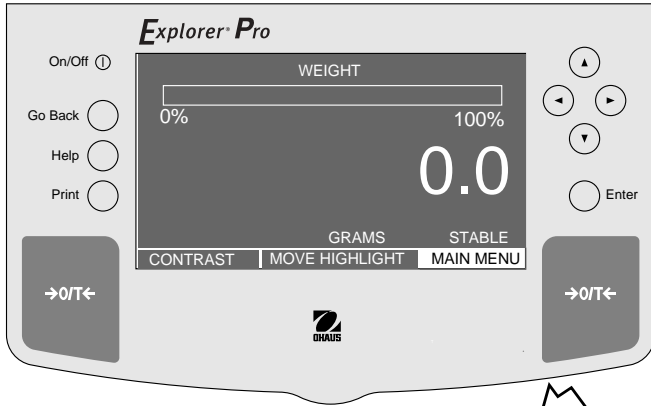 Explorer® Pro
On/Off
WEIGHT
0% 100%
Go Back
Help
Print
0.0
Enter
GRAMS STABLE
CONTRAST MOVE HIGHLIGHT MAIN MENU
→0/T← →0/T←
OHAUS